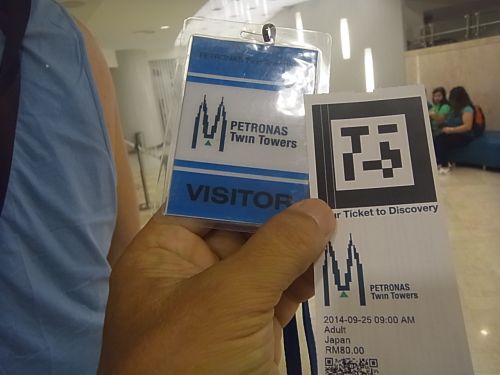 PETRONAS
PETRONAS
Twin Towers
VISITOR
Ticket to Discovery
PETRONAS
Twin Towers
2014-09-25 09:00 AM
Adult
Japan
RM80.00